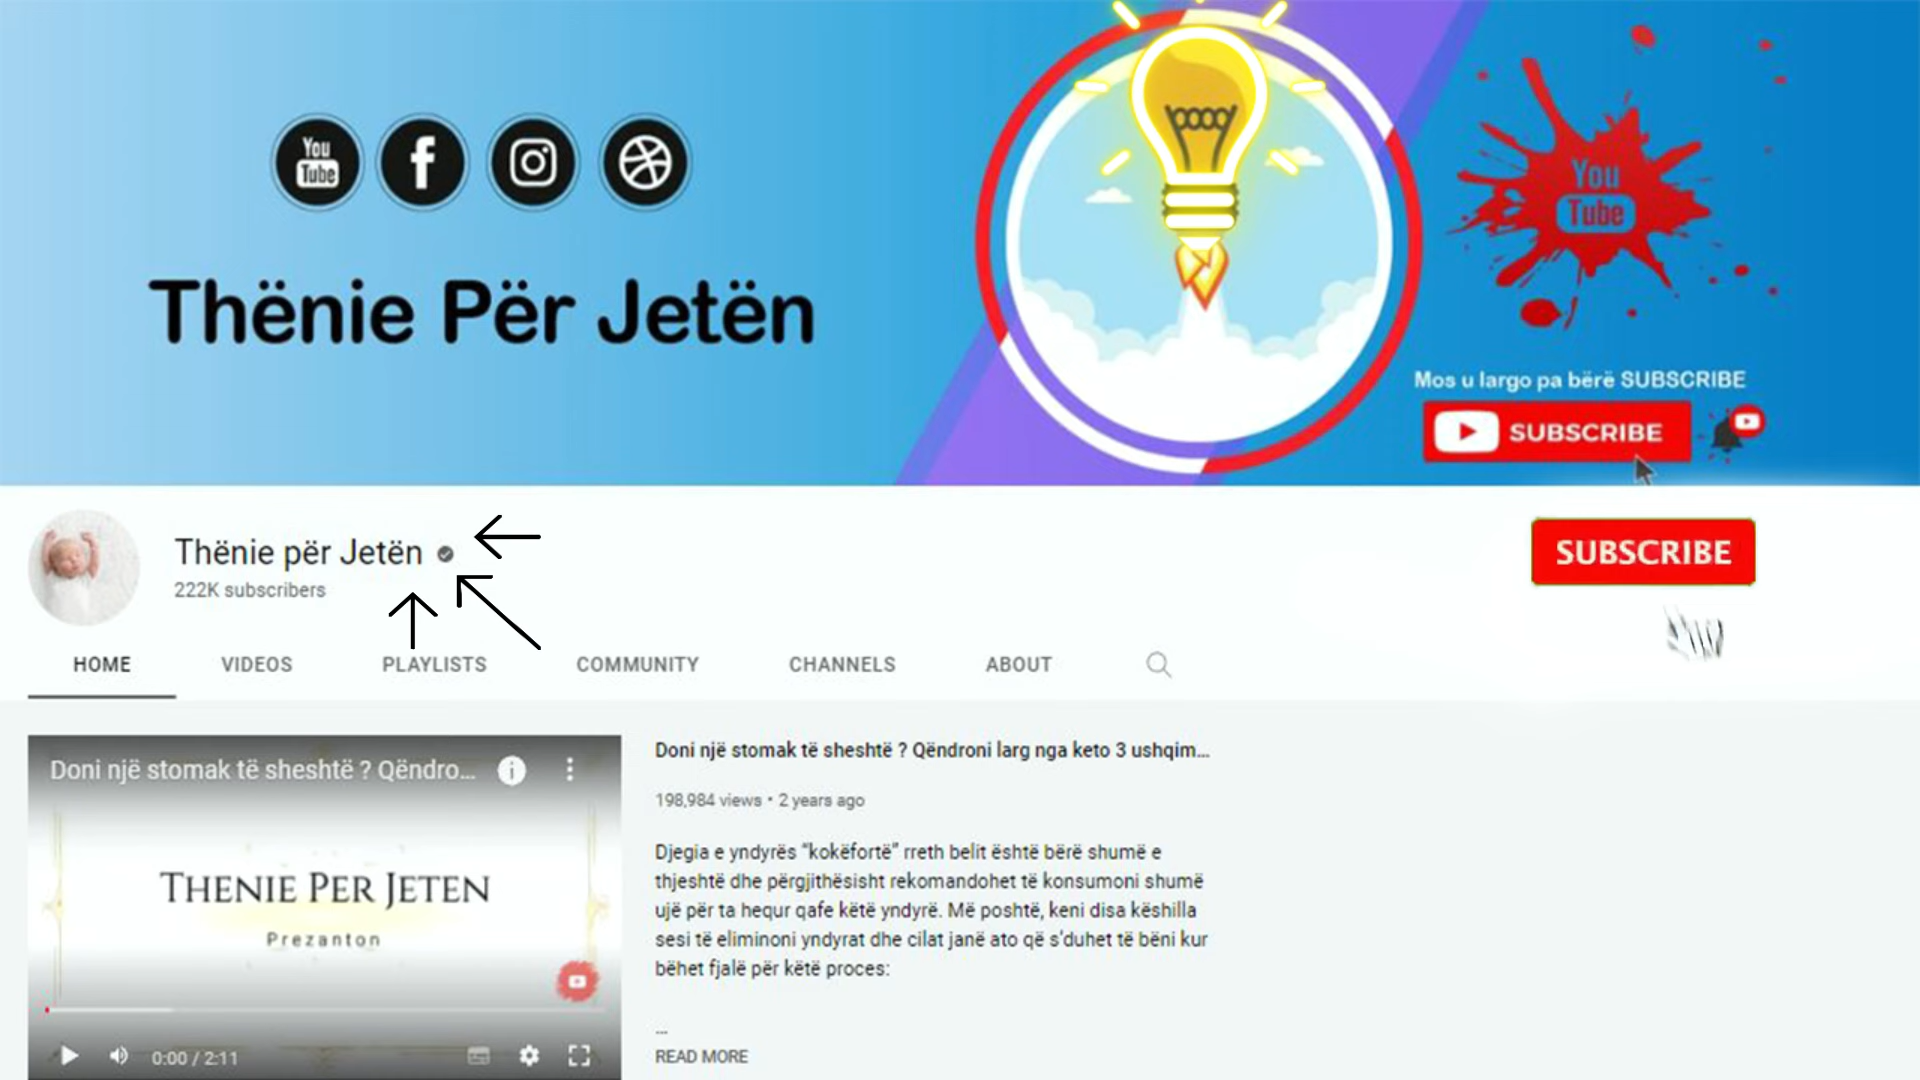 You
Tube
Thënie Për Jetën
You
Tube
Mos u largo pa bërë SUBSCRIBE
SUBSCRIBE
Thënie për Jetën
222K subscribers
SUBSCRIBE
HOME
VIDEOS
PLAYLISTS
COMMUNITY
CHANNELS
ABOUT
Doni një stomak të sheshtë ? Qëndro...
THENIE PER JETEN
Prezanton
0:00 / 2:11
Doni një stomak të sheshtë ? Qëndroni larg nga keto 3 ushqim...
198,984 views • 2 years ago
Djegia e yndyrës “kokëfortë” rreth belit është bërë shumë e
thjeshtë dhe përgjithësisht rekomandohet të konsumoni shumë
ujë për ta hequr qafe këtë yndyrë. Më poshtë, keni disa këshilla
sesi të eliminoni yndyrat dhe cilat janë ato që s'duhet të bëni kur
bëhet fjalë për këtë proces:
...
READ MORE